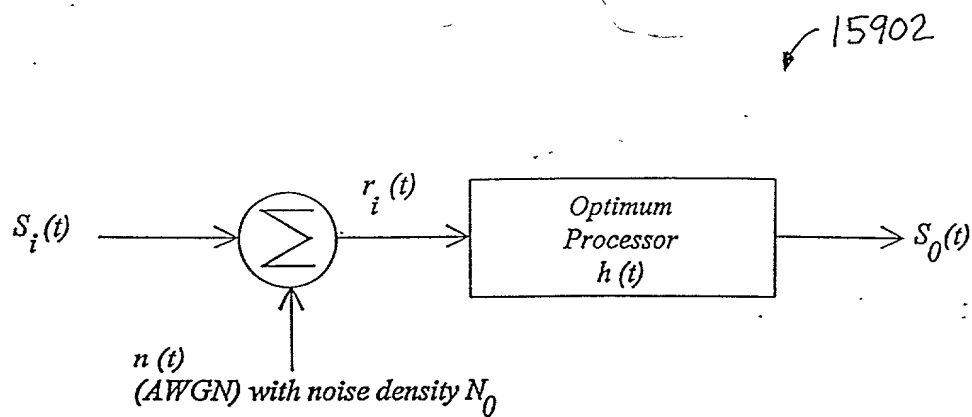 15902
r_i (t)
S_i (t)
Σ
Optimum
Processor
h (t)
S_0 (t)
n (t)
(AWGN) with noise density N_0